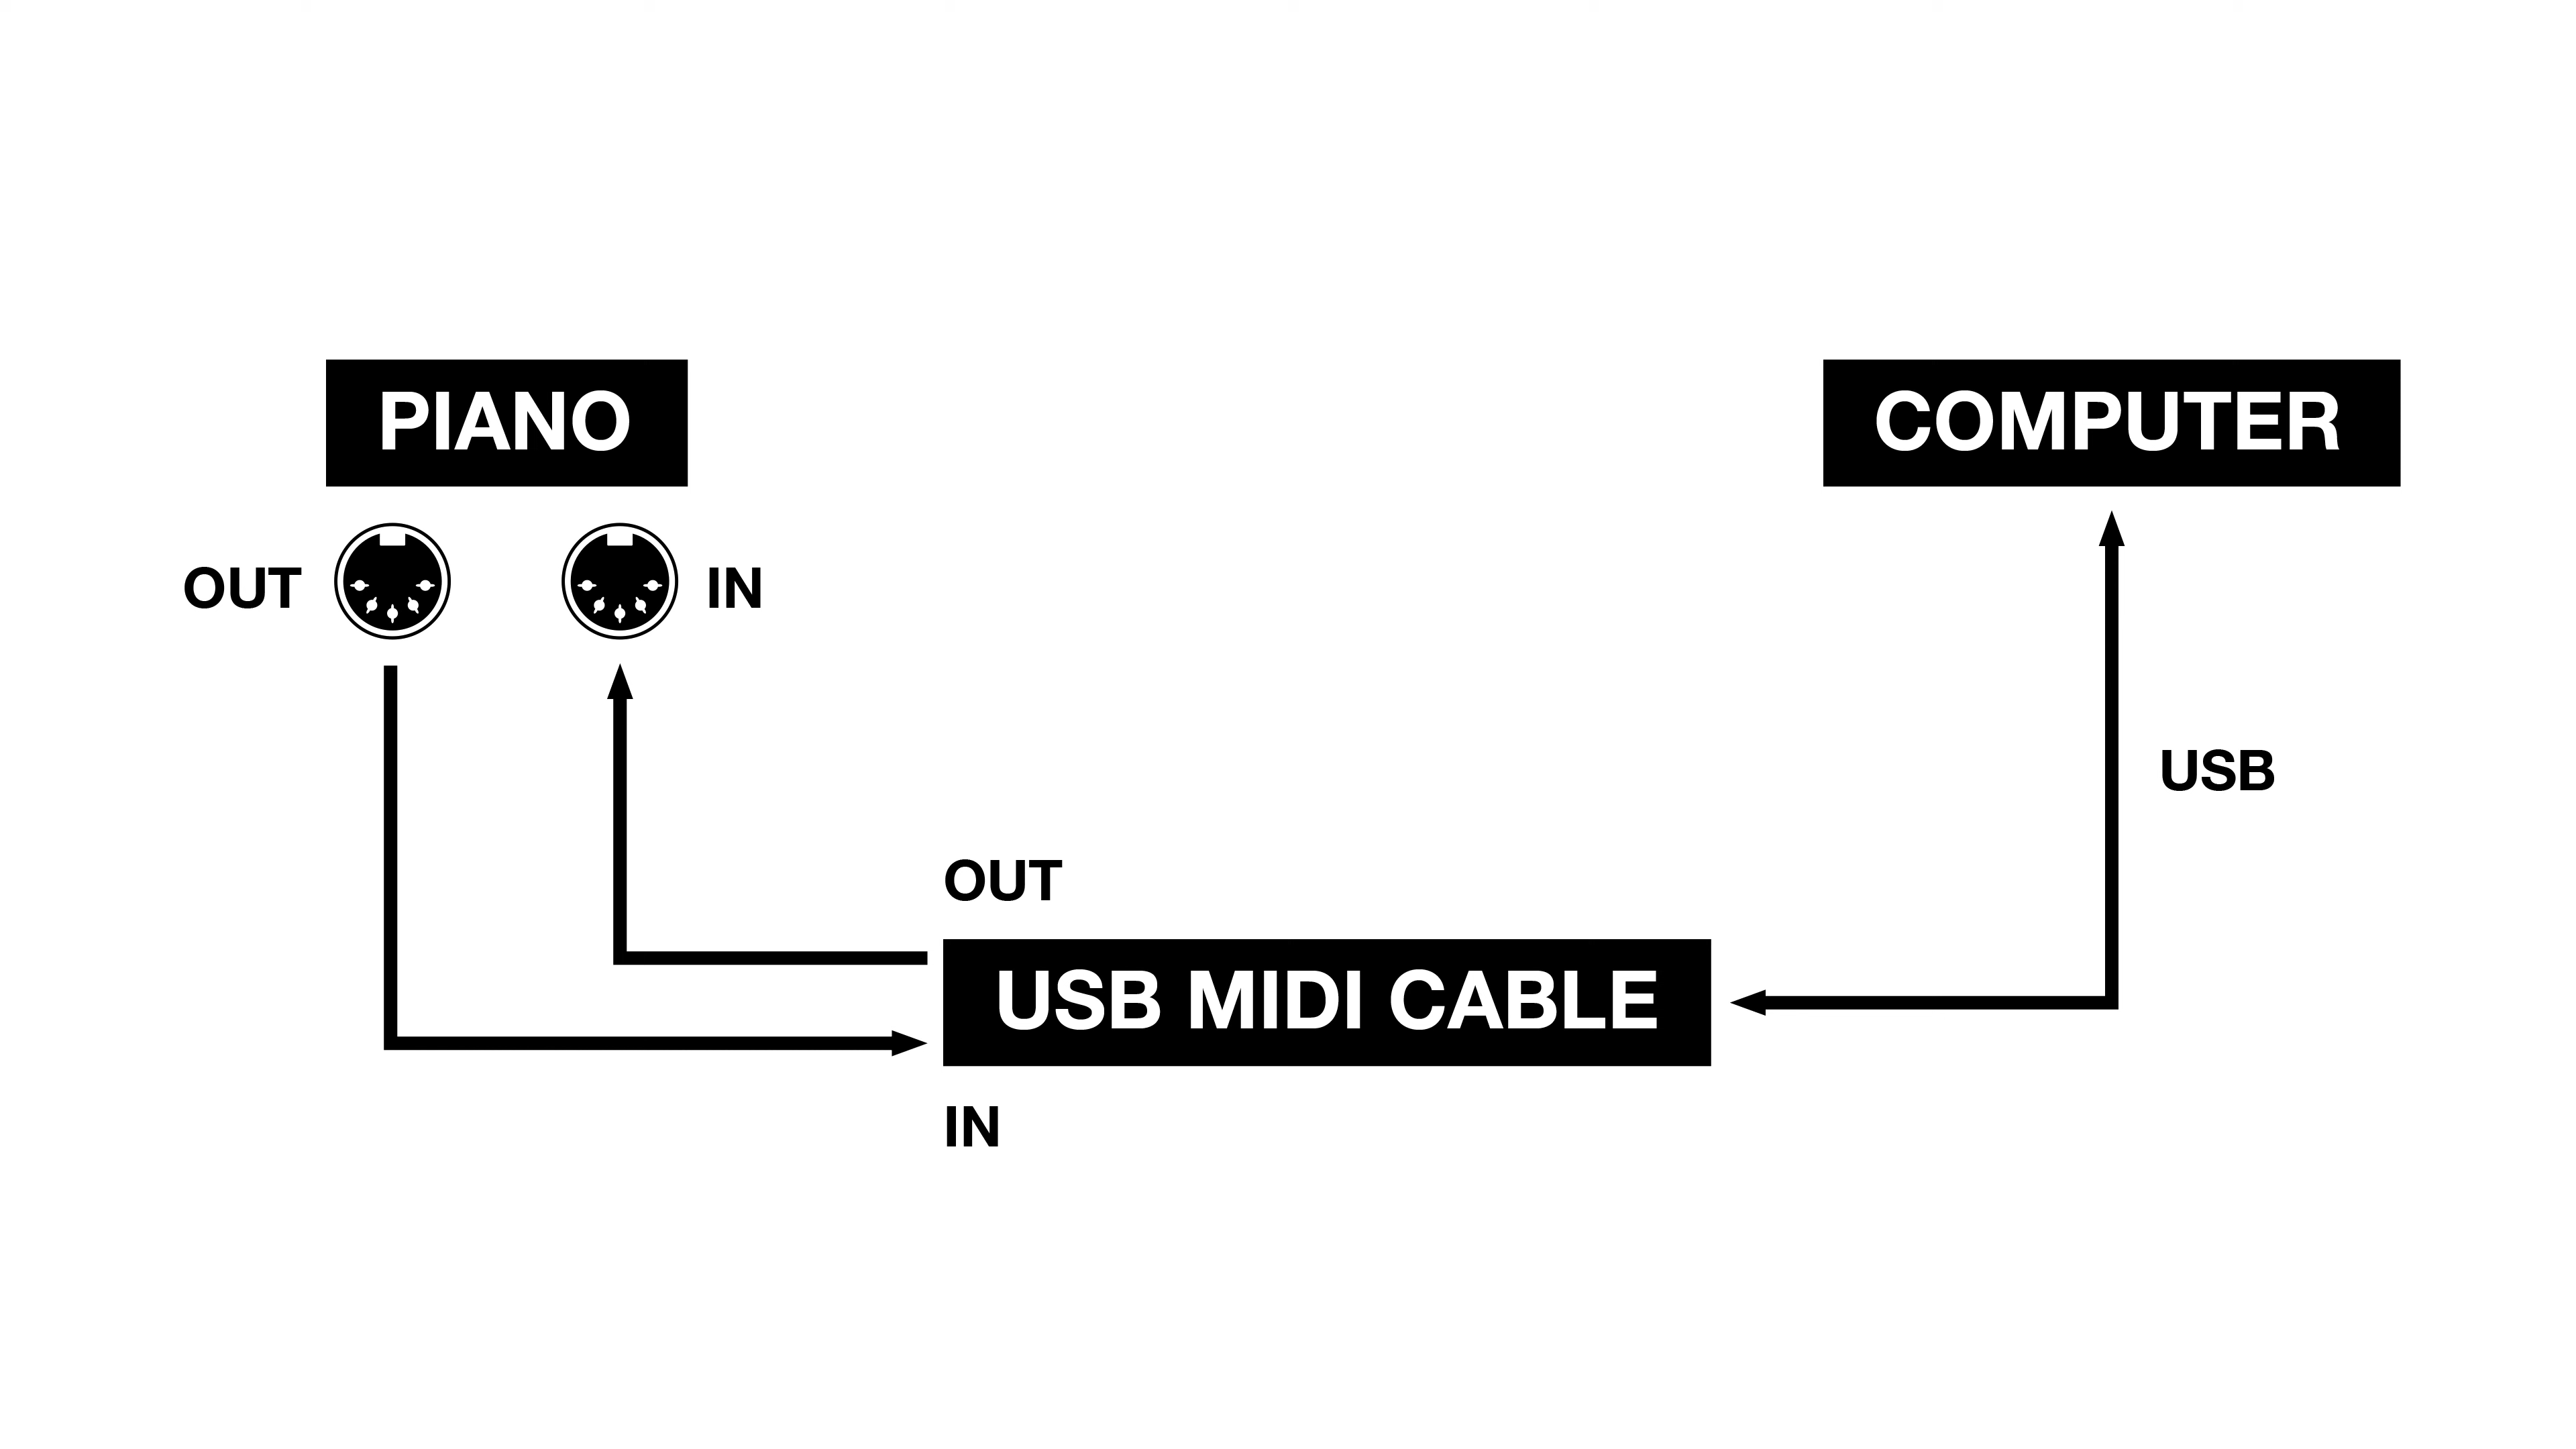 PIANO
COMPUTER
OUT
IN
USB
OUT
USB MIDI CABLE
IN